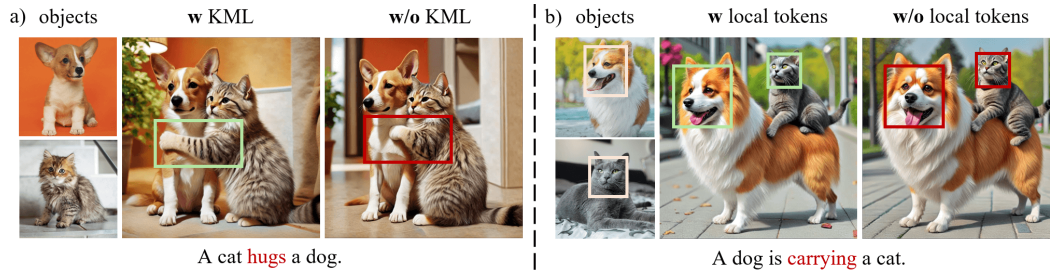 a) objects w KML w/o KML
A cat hugs a dog.
b) objects w local tokens w/o local tokens
A dog is carrying a cat.